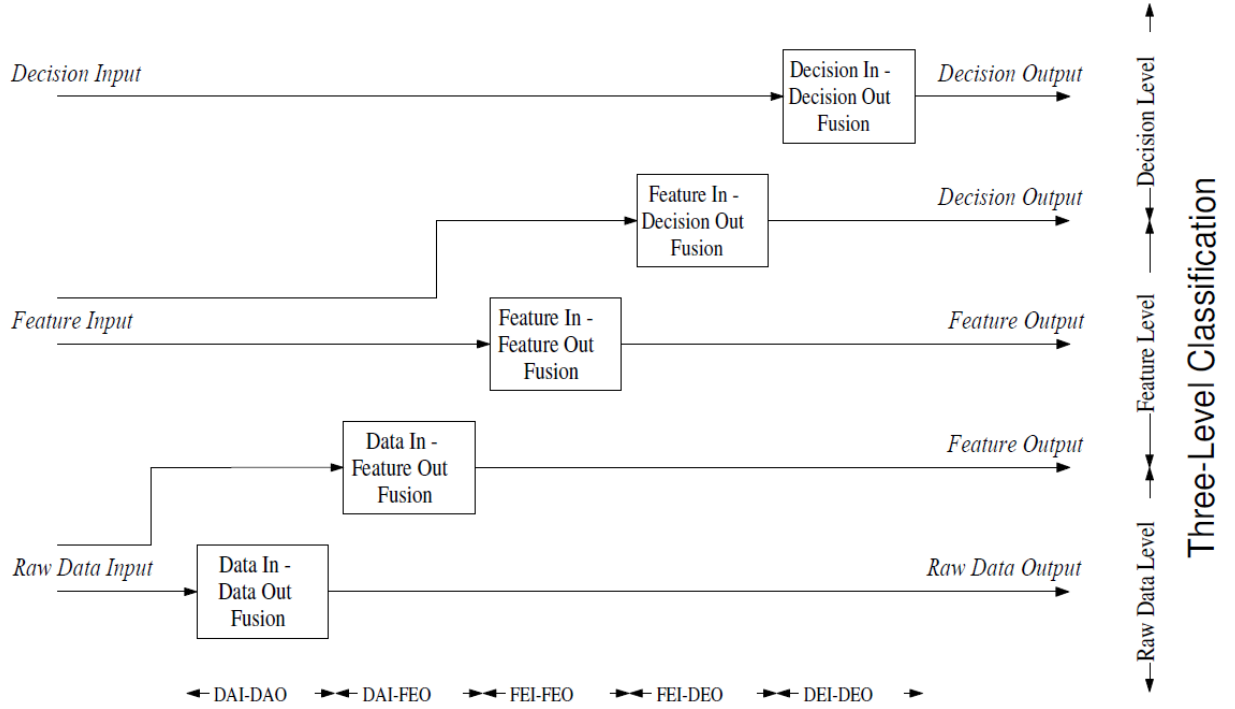 Decision Input
Decision In -
Decision Out
Fusion
Decision Output
Feature In -
Decision Out
Fusion
Decision Output
Feature Input
Feature In -
Feature Out
Fusion
Feature Output
Data In -
Feature Out
Fusion
Feature Output
Raw Data Input
Data In -
Data Out
Fusion
Raw Data Output
DAI-DAO
DAI-FEO
FEI-FEO
FEI-DEO
DEI-DEO
Decision Level
Feature Level
Raw Data Level
Three-Level Classification